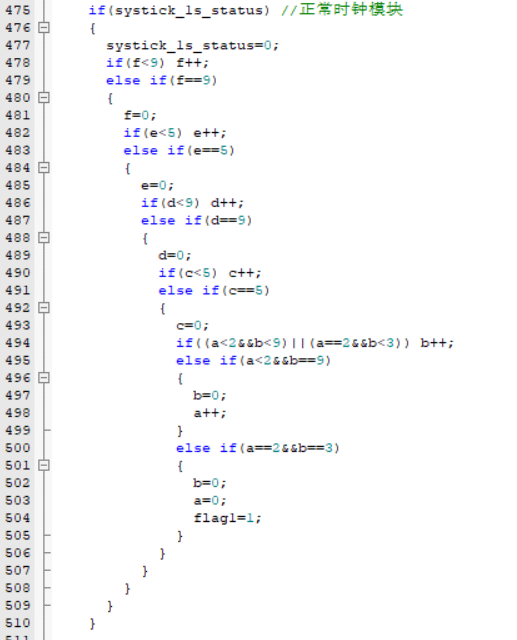 475 if(systick_1s_status) //正常时钟模块
476 {
477 systick_1s_status=0;
478 if(f<9) f++;
479 else if(f==9)
480 {
481 f=0;
482 if(e<5) e++;
483 else if(e==5)
484 {
485 e=0;
486 if(d<9) d++;
487 else if(d==9)
488 {
489 d=0;
490 if(c<5) c++;
491 else if(c==5)
492 {
493 c=0;
494 if((a<2&&b<9)||(a==2&&b<3)) b++;
495 else if(a<2&&b==9)
496 {
497 b=0;
498 a++;
499 }
500 else if(a==2&&b==3)
501 {
502 b=0;
503 a=0;
504 flag1=1;
505 }
506 }
507 }
508 }
509 }
510 }